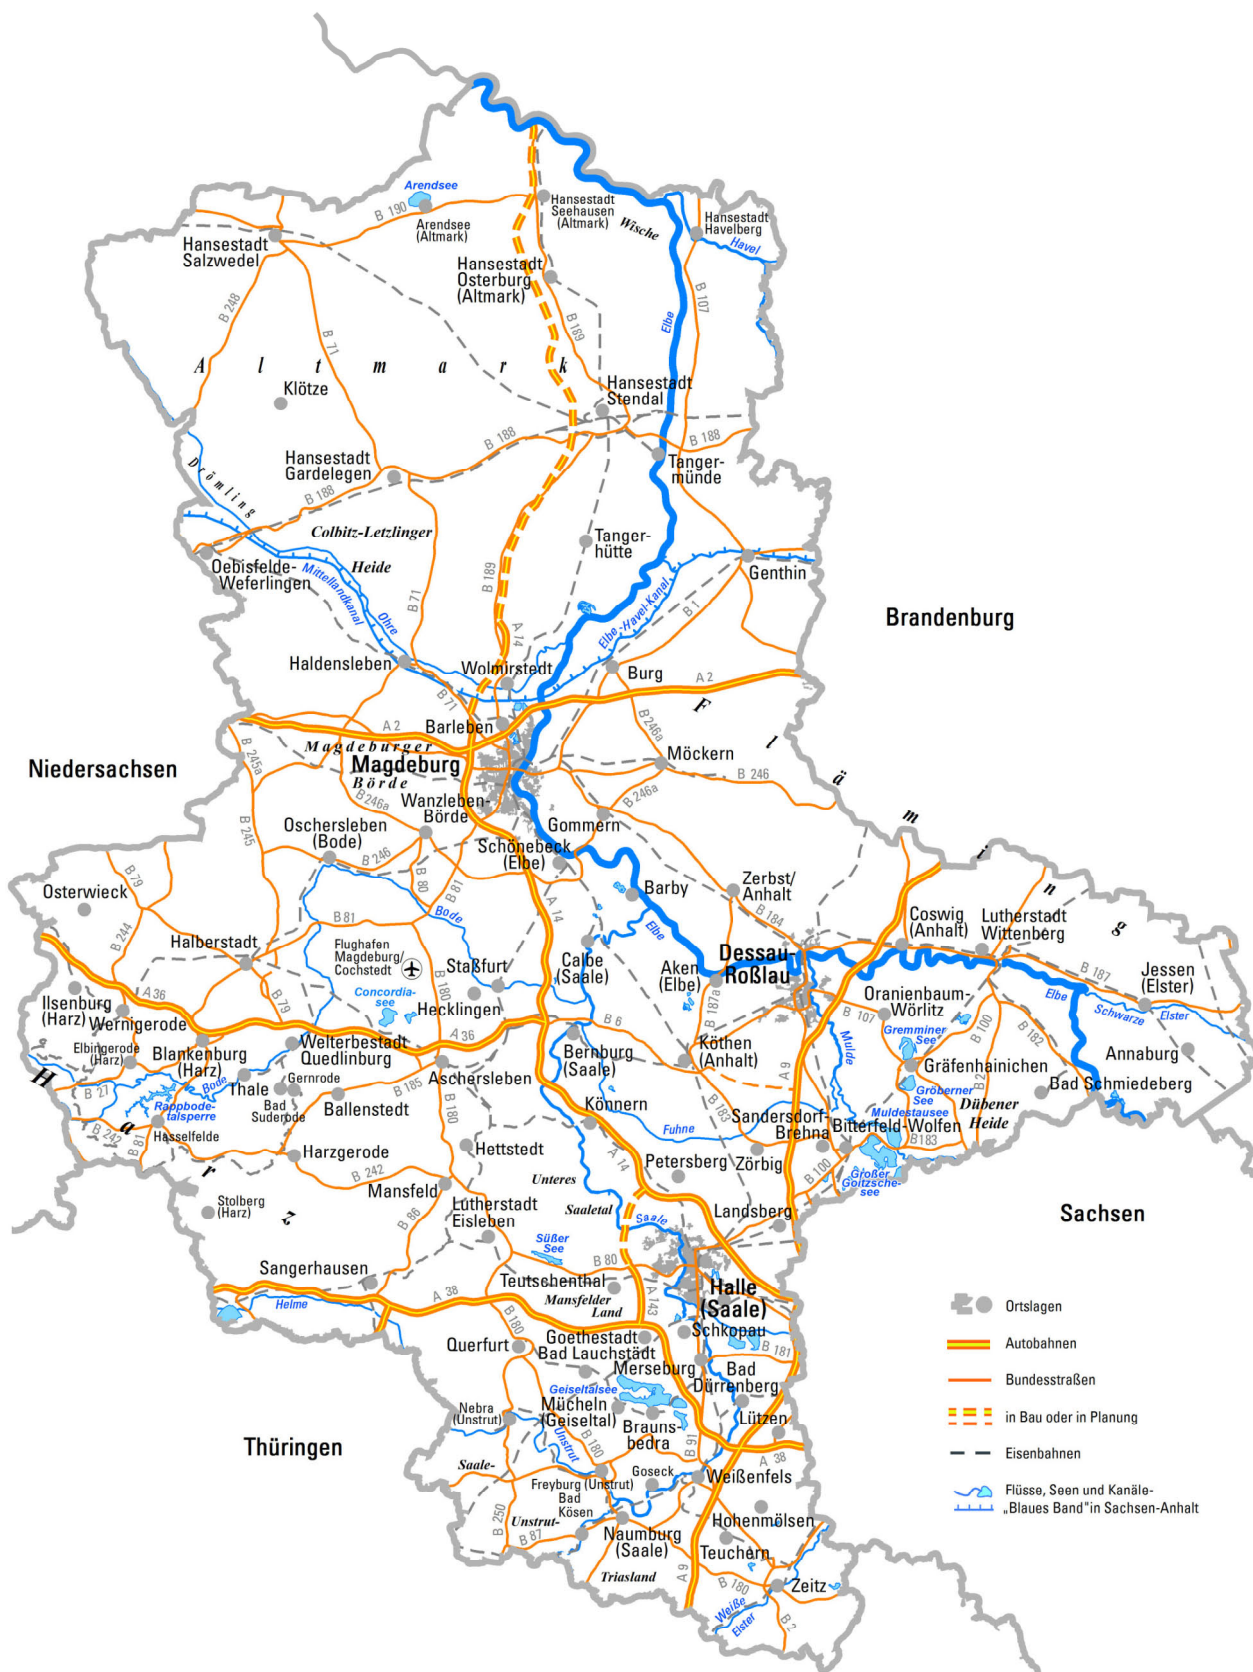 Arendsee
B 190
Arendsee
(Altmark)
Hansestadt
Seehausen
(Altmark)
Wische
Hansestadt
Havelberg
Havel
Hansestadt
Salzwedel
Hansestadt
Osterburg
(Altmark)
B 248
B 71
B 189
Elbe
B 107
A l t m a r k
Klötze
Hansestadt
Stendal
B 188
B 188
Hansestadt
Gardelegen
Tanger-
münde
Drömling
B 188
Colbitz-Letzlinger
Heide
Tanger-
hütte
Oebisfelde-
Weferlingen
Mittellandkanal
Ohre
B71
B 189
Genthin
Elbe-Havel-Kanal
B 1
Brandenburg
A 14
Haldensleben
Wolmirstedt
Burg
A 2
B 71
F l ä m i n g
Barleben
A 2
B 245a
B246a
Magdeburger
Börde
Magdeburg
Möckern
B 246
Niedersachsen
B 246a
B 246a
Wanzleben-
Börde
Gommern
B 245
Oschersleben
(Bode)
B 246
Schönebeck
(Elbe)
B 80
B 81
Osterwieck
B 79
Barby
Zerbst/
Anhalt
B 184
A 14
Coswig
(Anhalt)
Lutherstadt
Wittenberg
B 244
B 81
Bode
Elbe
Halberstadt
Flughafen
Magdeburg/
Cochstedt
Calbe
(Saale)
Dessau-
Roßlau
B 187
Jessen
(Elster)
Staßfurt
Aken
(Elbe)
B 180
Concordia-
see
Hecklingen
B 187a
Elbe
Schwarze
Elster
Ilsenburg
(Harz)
A 36
Wernigerode
B 79
Oranienbaum-
Wörlitz
B 107
B 100
B 182
B 6
Mulde
Gremminer
See
Elbingerode
(Harz)
Blankenburg
(Harz)
Welterbestadt
Quedlinburg
A 36
Bernburg
(Saale)
Köthen
(Anhalt)
A 9
Annaburg
Gräfenhainichen
H a r z
B 27
Bode
Thale
Gernrode
B 185
Aschersleben
B 2
Bad Schmiedeberg
Gröberner
See
Rappbode-
talsperre
Bad
Suderode
Ballenstedt
B 180
Könnern
B 183
Sandersdorf-
Brehna
Muldestausee
Dübener
Heide
Bitterfeld-Wolfen
B183
B 242
B 81
Hasselfelde
Fuhne
Harzgerode
Hettstedt
A 14
Petersberg
Zörbig
B 100
Großer
Goitzsche-
see
B 242
Mansfeld
Unteres
Saaletal
Stolberg
(Harz)
B 86
Lutherstadt
Eisleben
Saale
Landsberg
Sachsen
Süßer
See
B 80
Sangerhausen
Teutschenthal
Halle
(Saale)
Helme
A 38
Mansfelder
Land
A 143
Schkopau
B 180
Querfurt
Goethestadt
Bad Lauchstädt
B 181
Merseburg
Bad
Dürrenberg
Geiseltalsee
Nebra
(Unstrut)
Mücheln
(Geiseltal)
Brauns-
bedra
Lützen
Thüringen
Unstrut
B 180
B 91
A 38
Saale-
Freyburg (Unstrut)
Goseck
Weißenfels
Bad
Kösen
B 250
Unstrut-
B 87
Naumburg
(Saale)
Hohenmölsen
Teuchern
Triasland
A 9
B 180
Zeitz
Weiße
Elster
B 2
Ortslagen
Autobahnen
Bundesstraßen
in Bau oder in Planung
Eisenbahnen
Flüsse, Seen und Kanäle-
„Blaues Band"in Sachsen-Anhalt